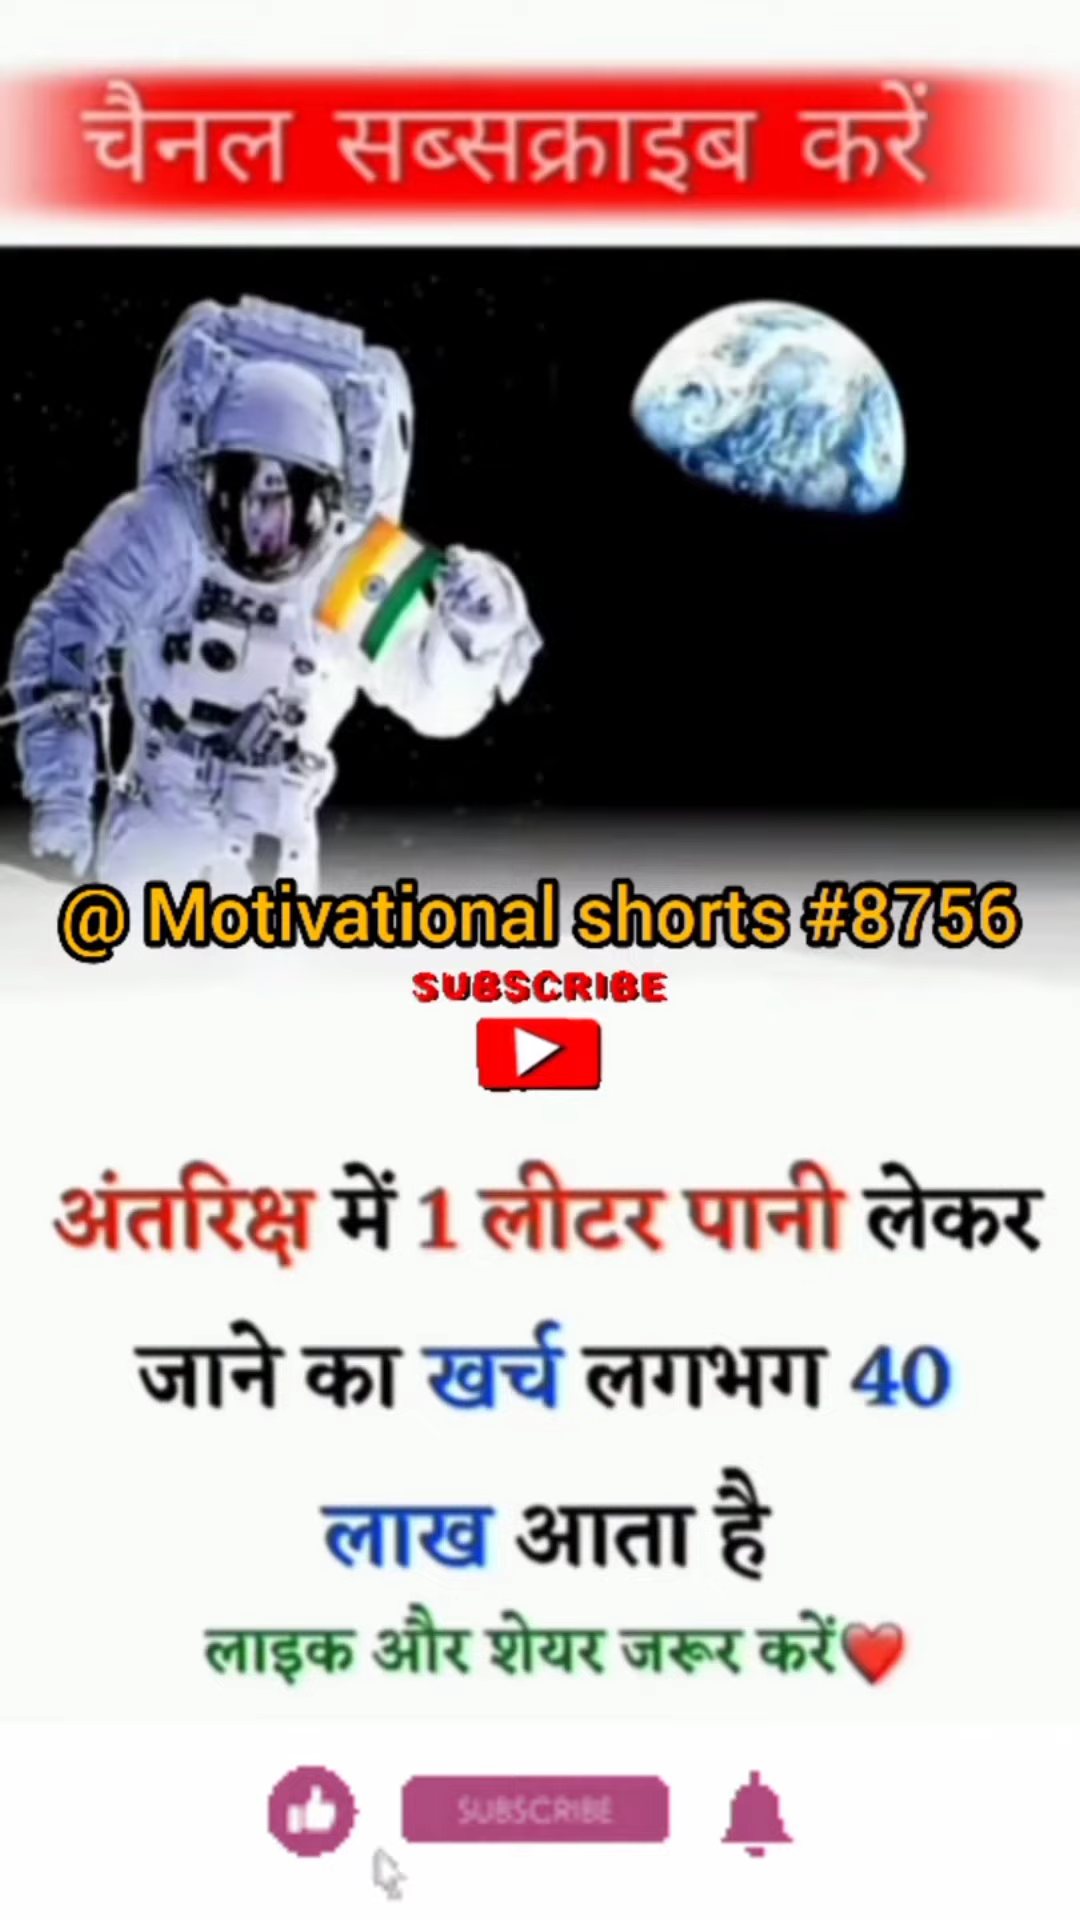 चैनल सब्सक्राइब करें
@ Motivational shorts #8756
SUBSCRIBE
अंतरिक्ष में 1 लीटर पानी लेकर
जाने का खर्च लगभग 40
लाख आता है
लाइक और शेयर जरूर करें❤️
SUBSCRIBE